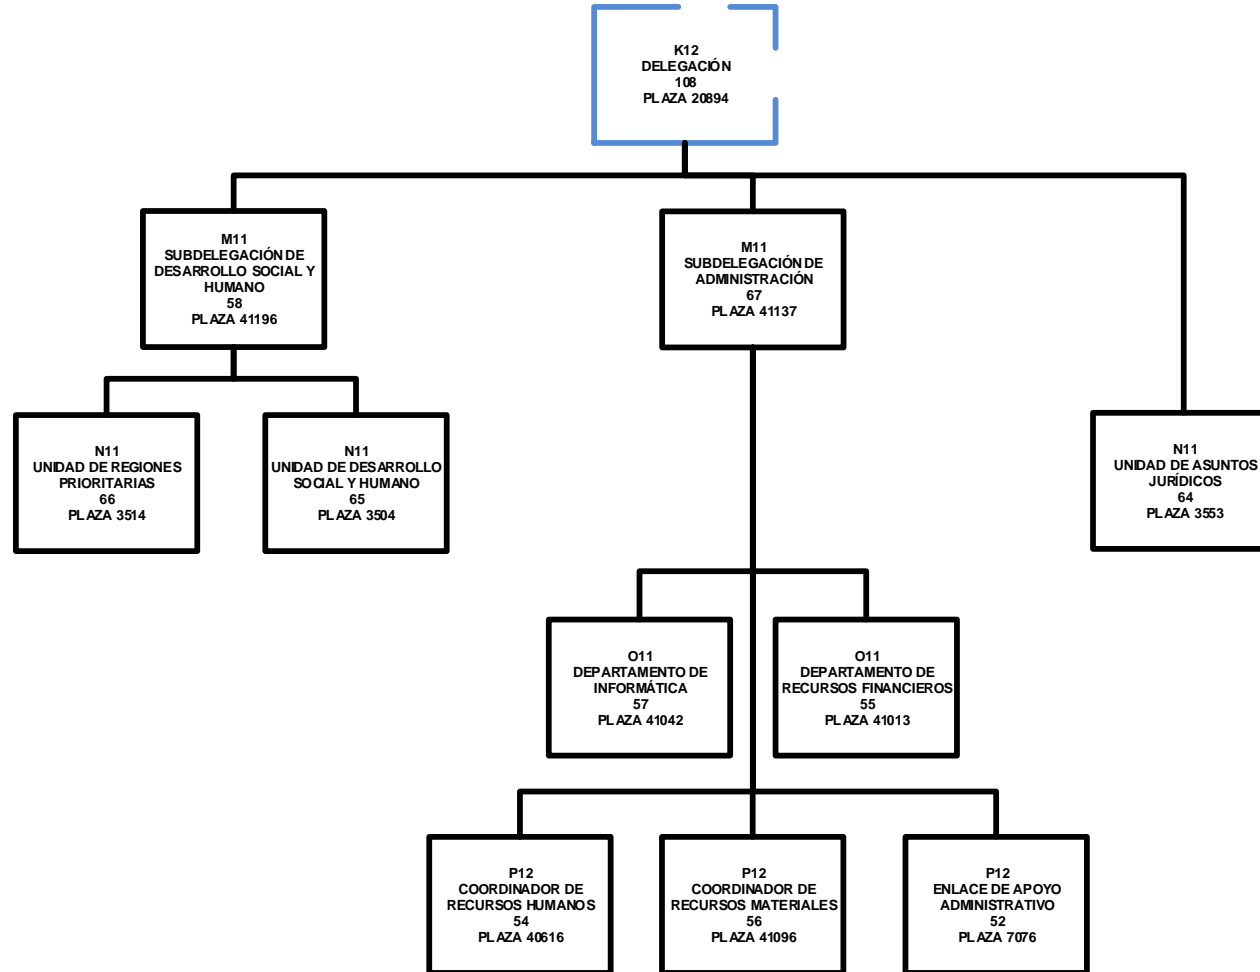 K12
DELEGACIÓN
108
PLAZA 20894
M11
SUBDELEGACIÓN DE
DESARROLLO SOCIAL Y
HUMANO
58
PLAZA 41196
M11
SUBDELEGACIÓN DE
ADMINISTRACIÓN
67
PLAZA 41137
N11
UNIDAD DE REGIONES
PRIORITARIAS
66
PLAZA 3514
N11
UNIDAD DE DESARROLLO
SOCIAL Y HUMANO
65
PLAZA 3504
N11
UNIDAD DE ASUNTOS
JURÍDICOS
64
PLAZA 3553
O11
DEPARTAMENTO DE
INFORMÁTICA
57
PLAZA 41042
O11
DEPARTAMENTO DE
RECURSOS FINANCIEROS
55
PLAZA 41013
P12
COORDINADOR DE
RECURSOS HUMANOS
54
PLAZA 40616
P12
COORDINADOR DE
RECURSOS MATERIALES
56
PLAZA 41096
P12
ENLACE DE APOYO
ADMINISTRATIVO
52
PLAZA 7076